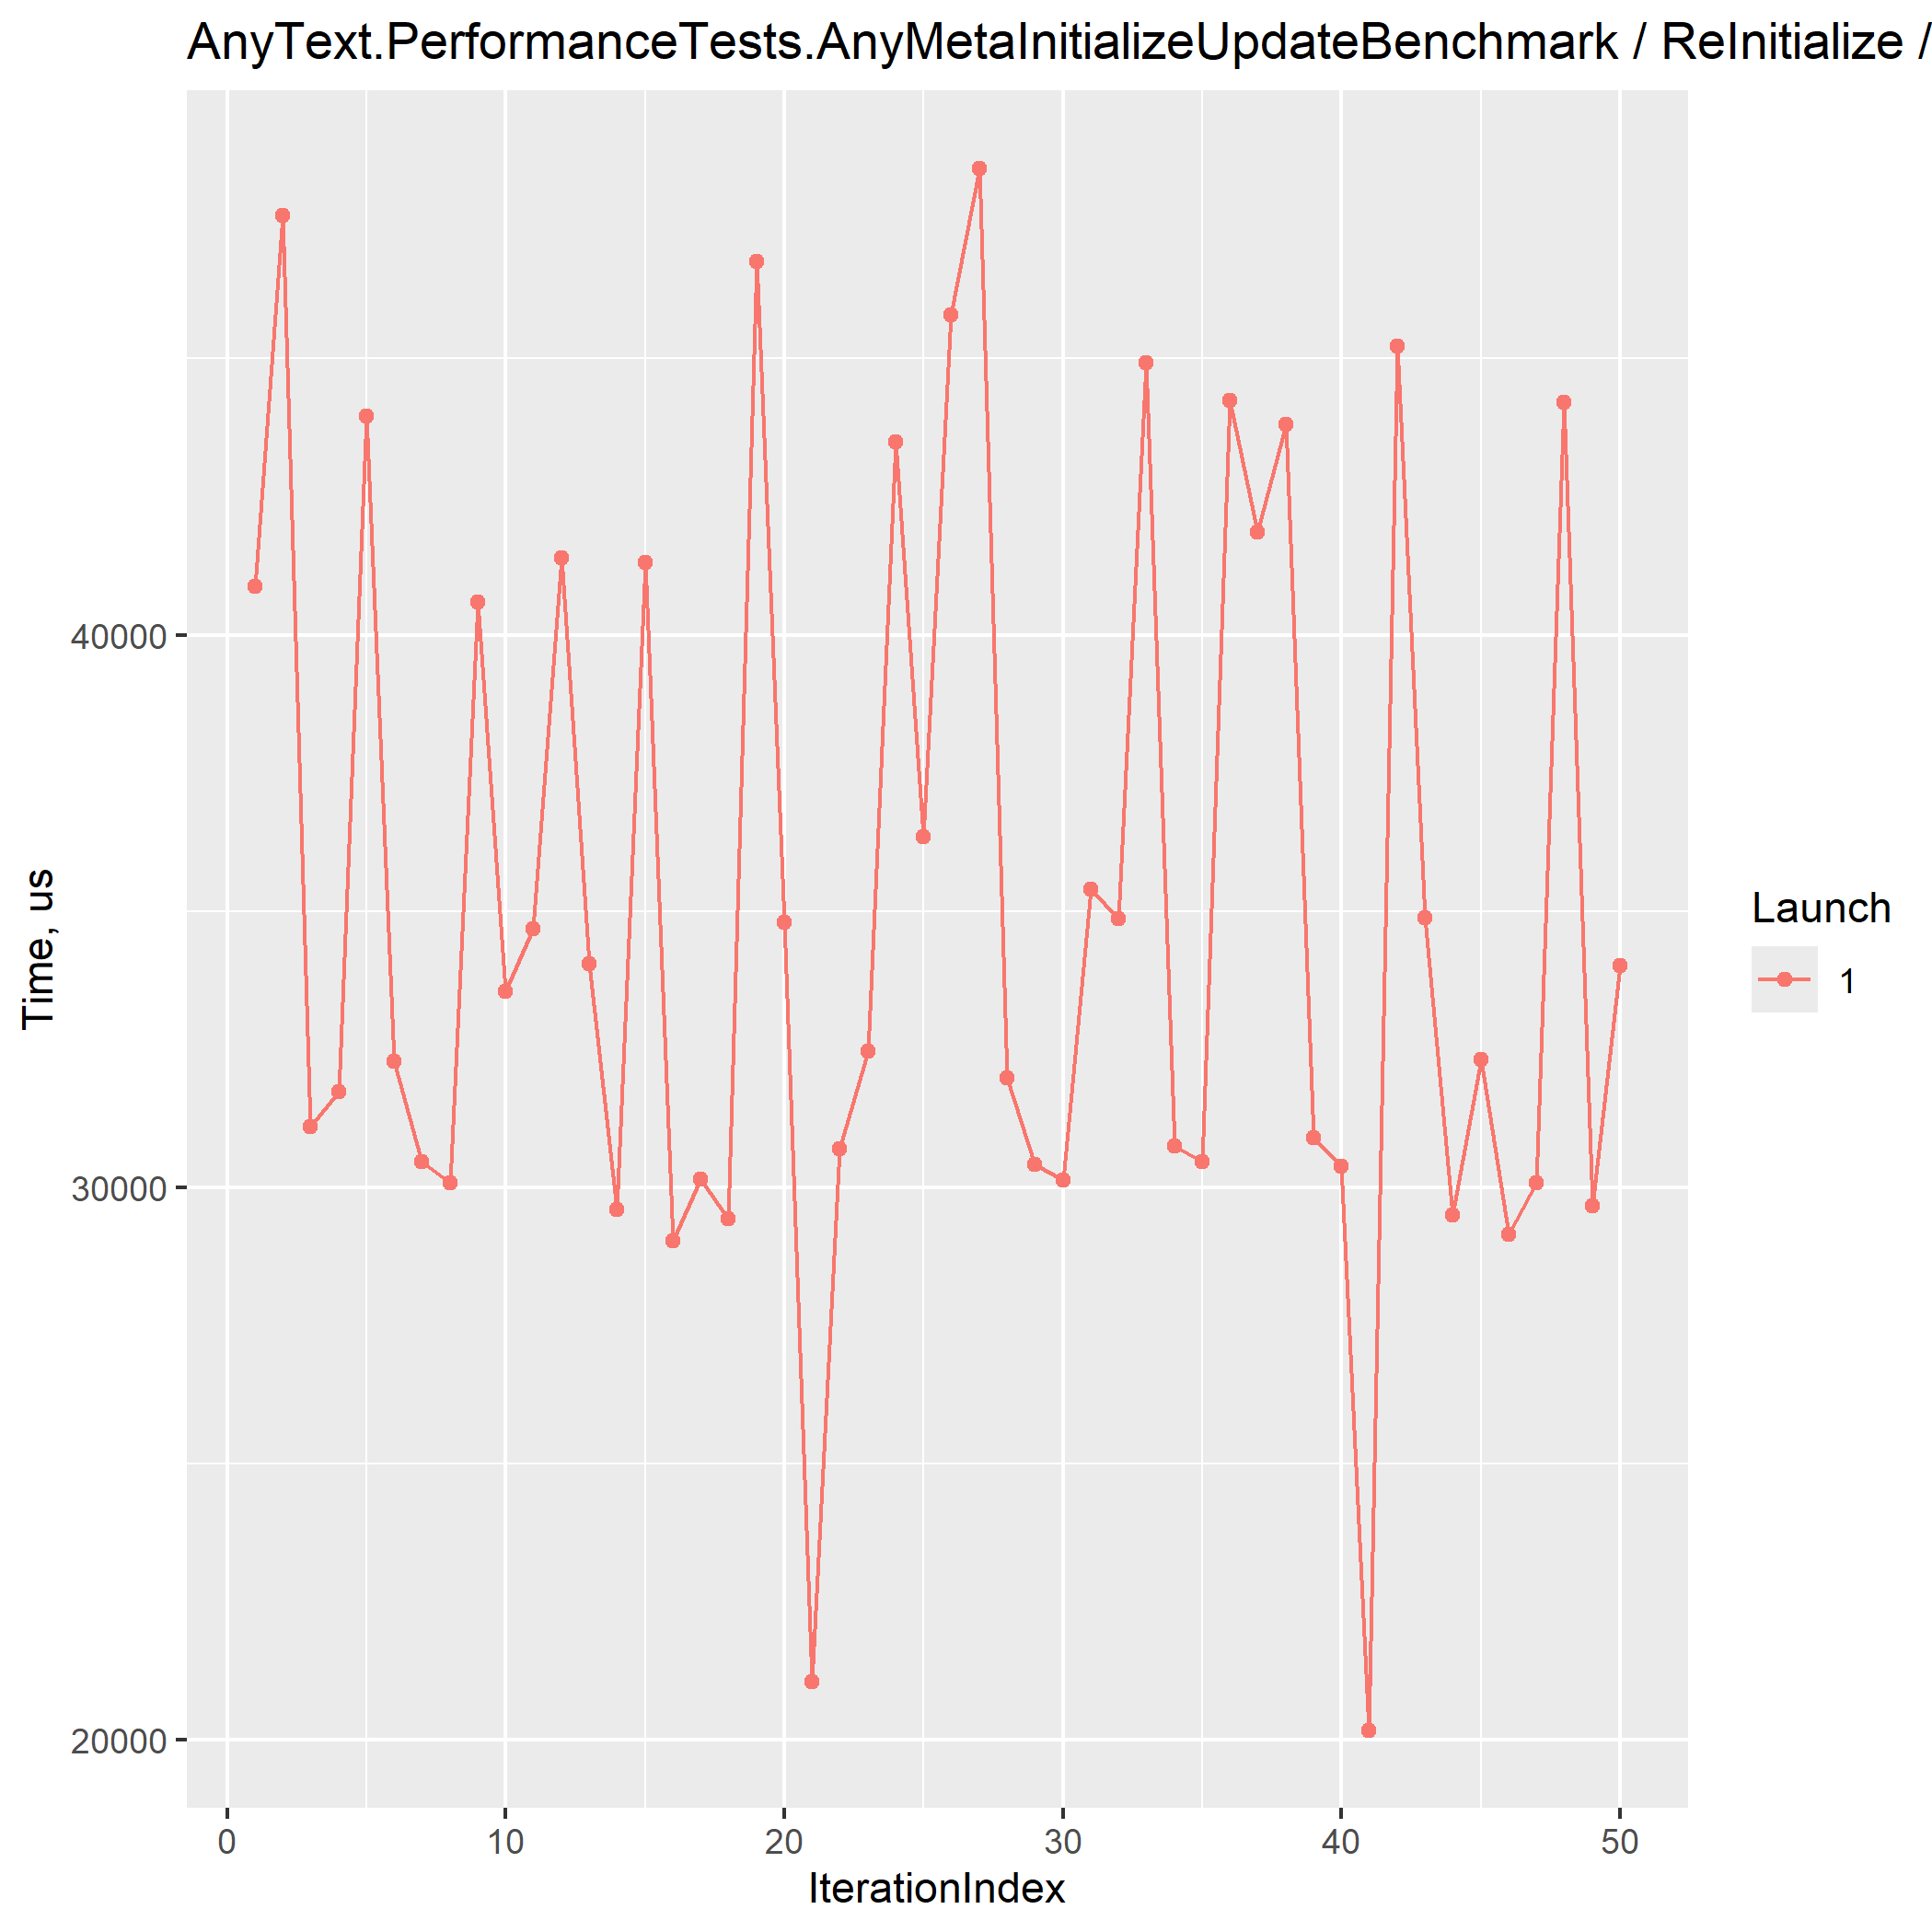 AnyText.PerformanceTests.AnyMetaInitializeUpdateBenchmark / ReInitialize /
Time, us
40000
30000
20000
0 10 20 30 40 50
IterationIndex
Launch
1